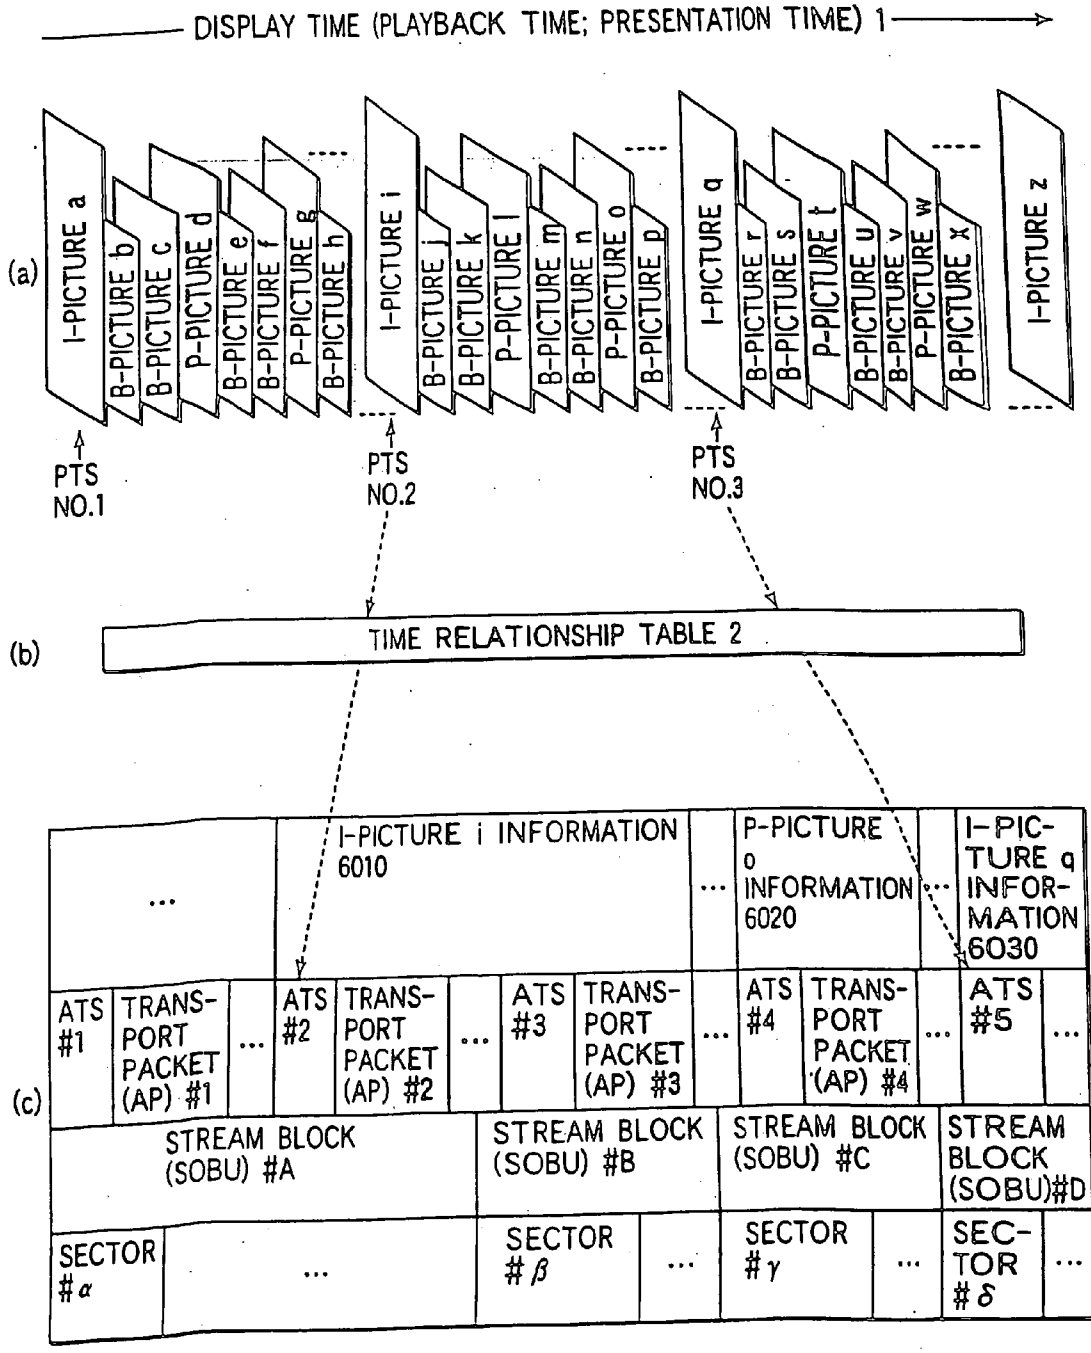 DISPLAY TIME (PLAYBACK TIME; PRESENTATION TIME) 1
(a)
I-PICTURE a
B-PICTURE b
B-PICTURE c
P-PICTURE d
B-PICTURE e
B-PICTURE f
P-PICTURE g
B-PICTURE h
I-PICTURE i
B-PICTURE j
B-PICTURE k
P-PICTURE l
B-PICTURE m
B-PICTURE n
P-PICTURE o
B-PICTURE p
I-PICTURE q
B-PICTURE r
B-PICTURE s
P-PICTURE t
B-PICTURE u
B-PICTURE v
P-PICTURE w
B-PICTURE x
I-PICTURE z
PTS
NO.1
PTS
NO.2
PTS
NO.3
(b)
TIME RELATIONSHIP TABLE 2
(c)
...
I-PICTURE i INFORMATION
6010
...
P-PICTURE
o
INFORMATION
6020
...
I-PIC-
TURE q
INFOR-
MATION
6030
ATS
#1
TRANS-
PORT
PACKET
(AP) #1
...
ATS
#2
TRANS-
PORT
PACKET
(AP) #2
...
ATS
#3
TRANS-
PORT
PACKET
(AP) #3
...
ATS
#4
TRANS-
PORT
PACKET
(AP) #4
...
ATS
#5
...
STREAM BLOCK
(SOBU) #A
STREAM BLOCK
(SOBU) #B
STREAM BLOCK
(SOBU) #C
STREAM
BLOCK
(SOBU)#D
SECTOR
#α
...
SECTOR
#β
...
SECTOR
#γ
...
SEC-
TOR
#δ
...